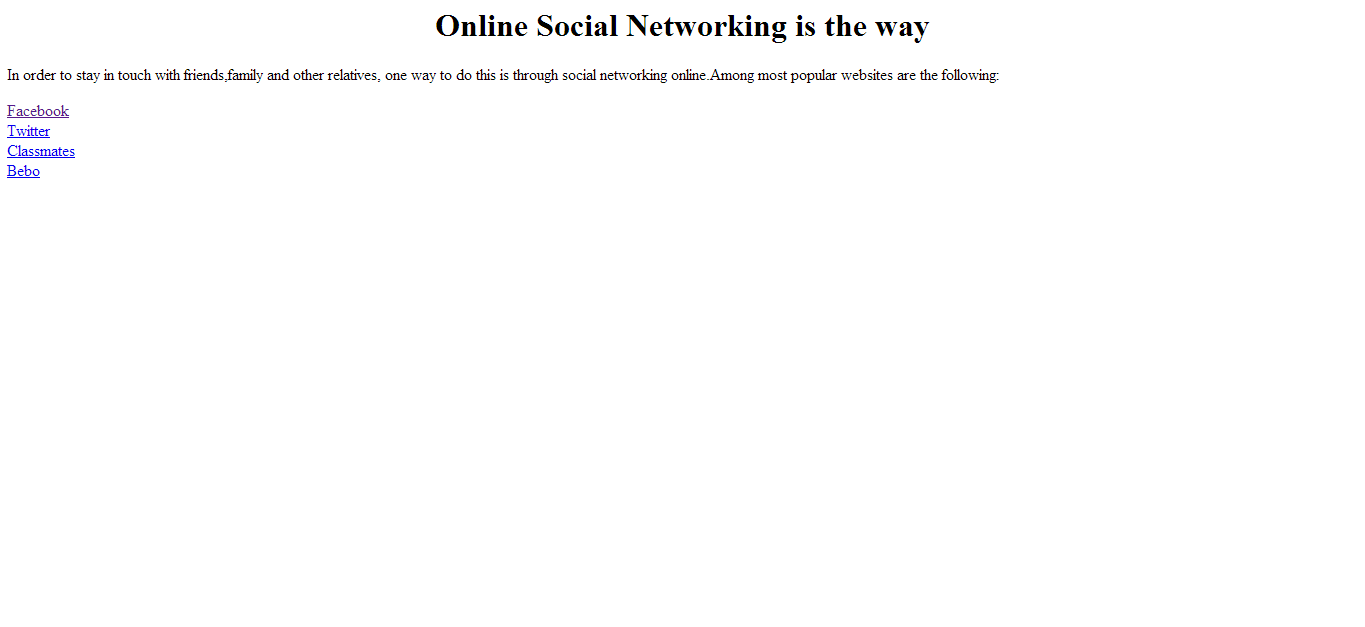 Online Social Networking is the way
In order to stay in touch with friends,family and other relatives, one way to do this is through social networking online.Among most popular websites are the following:
Facebook
Twitter
Classmates
Bebo